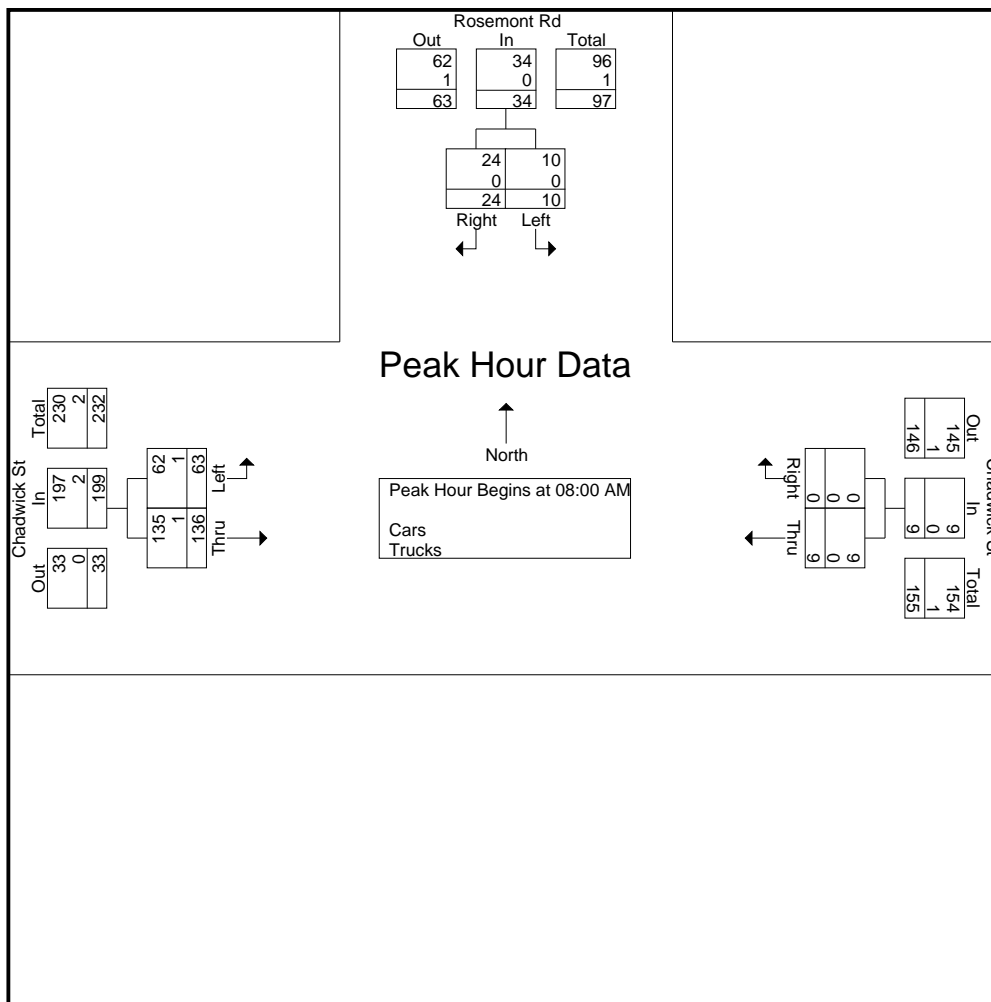 Rosemont Rd
Out In Total
62 34 96
1 0 1
63 34 97
24 10
0 0
24 10
Right Left
Peak Hour Data
North
Peak Hour Begins at 08:00 AM
Cars
Trucks
Chadwick St
Out In Total
33 197 230
0 2 2
33 199 232
135 62
1 1
136 63
Thru Left
Chadwick St
Out In Total
145 9 154
1 0 1
146 9 155
0 9
0 0
0 9
Right Thru